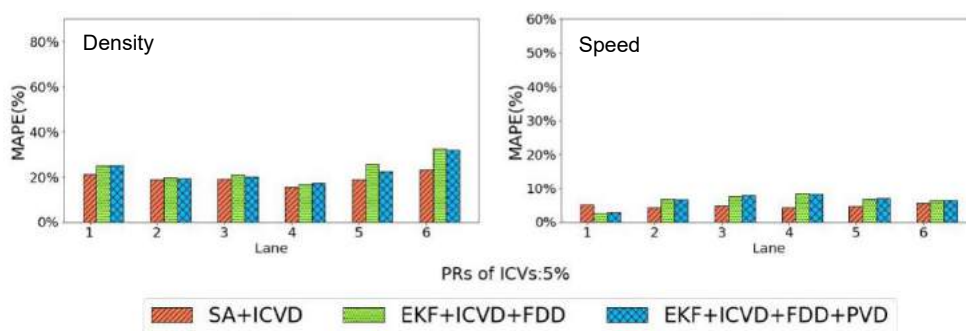 Density
80%
60%
40%
20%
0%
MAPE(%)
1 2 3 4 5 6
Lane
Speed
60%
50%
40%
30%
20%
10%
0%
MAPE(%)
1 2 3 4 5 6
Lane
PRs of ICVs:5%
SA+ICVD EKF+ICVD+FDD EKF+ICVD+FDD+PVD